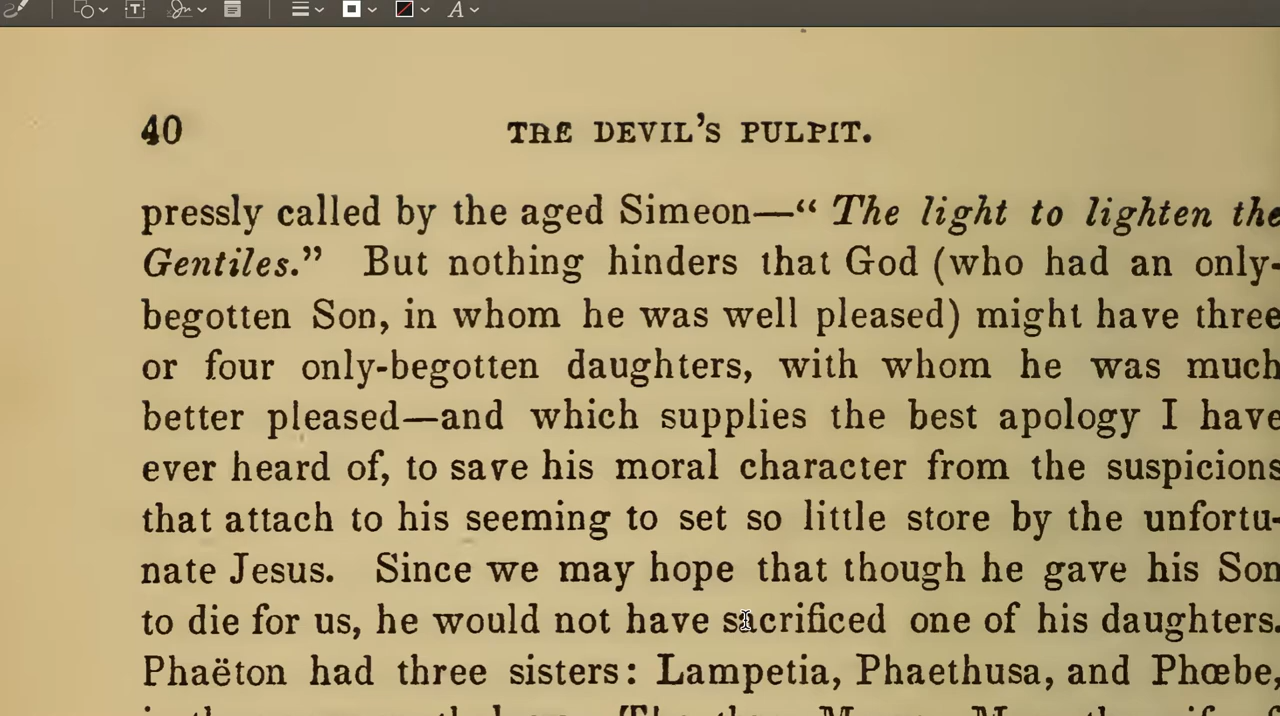 40
THE DEVIL'S PULPIT.
pressly called by the aged Simeon—“ The light to lighten the
Gentiles.” But nothing hinders that God (who had an only-
begotten Son, in whom he was well pleased) might have three
or four only-begotten daughters, with whom he was much
better pleased—and which supplies the best apology I have
ever heard of, to save his moral character from the suspicions
that attach to his seeming to set so little store by the unfortu-
nate Jesus. Since we may hope that though he gave his Son
to die for us, he would not have sacrificed one of his daughters.
Phaëton had three sisters: Lampetia, Phaethusa, and Phœbe,